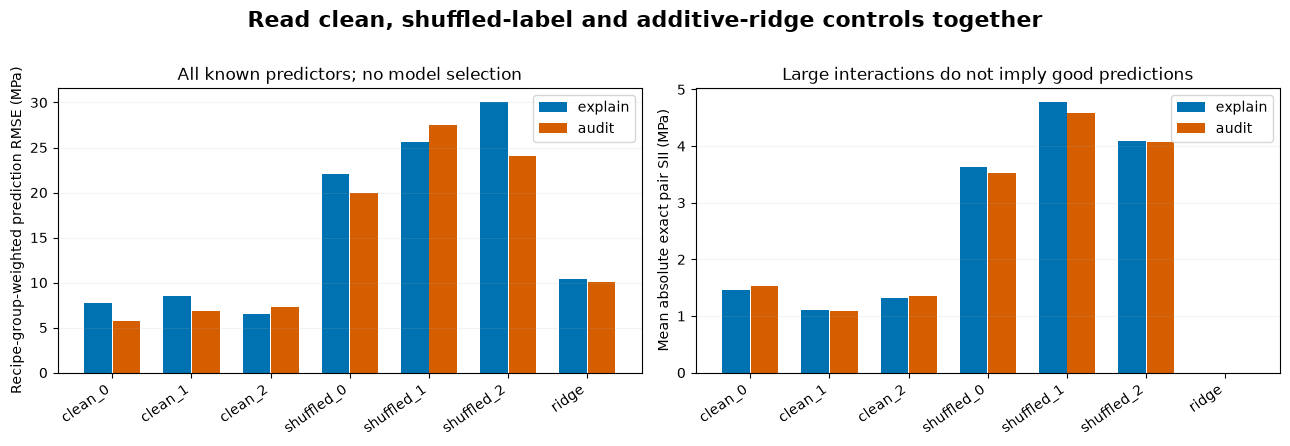 Read clean, shuffled-label and additive-ridge controls together
All known predictors; no model selection
Recipe-group-weighted prediction RMSE (MPa)
30
25
20
15
10
5
0
explain
audit
clean_0
clean_1
clean_2
shuffled_0
shuffled_1
shuffled_2
ridge
Large interactions do not imply good predictions
Mean absolute exact pair SII (MPa)
5
4
3
2
1
0
explain
audit
clean_0
clean_1
clean_2
shuffled_0
shuffled_1
shuffled_2
ridge